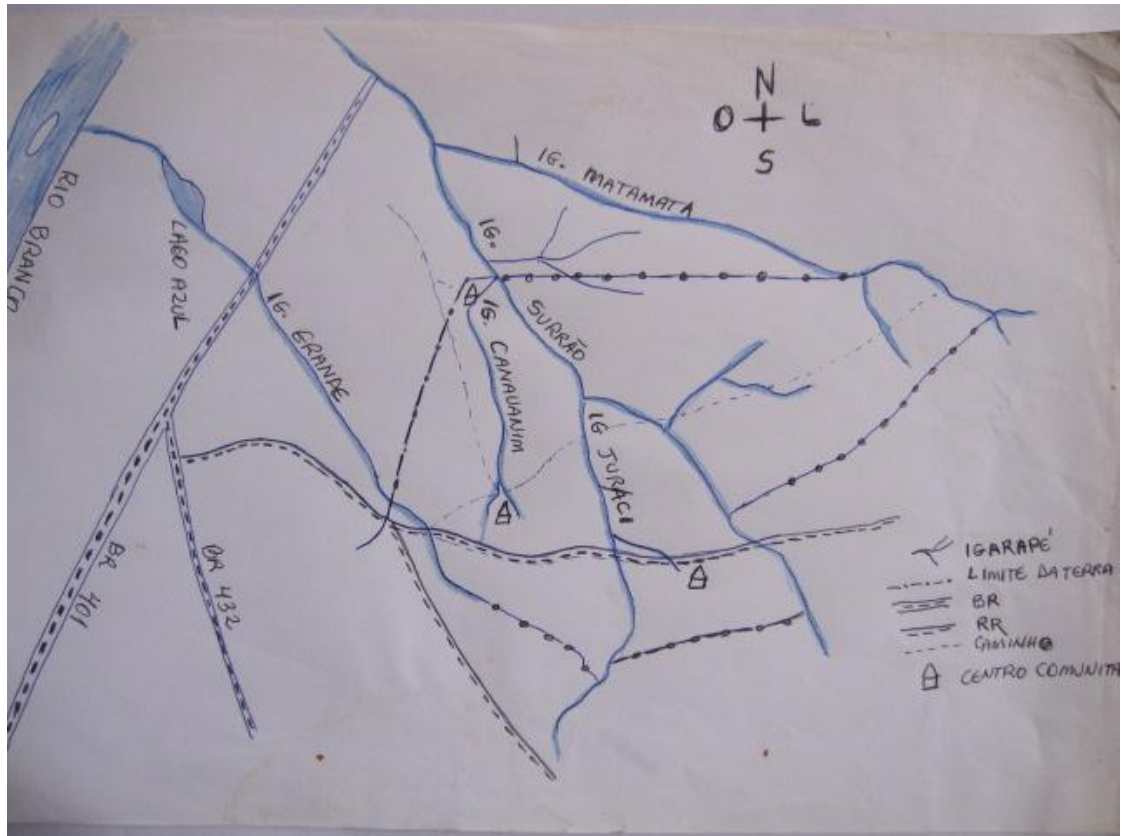 N
O L
S
RIO BRANCO
LAGO AZUL
IG. GRANDE
IG. MATAMATA
IG. SURRÃO
IG. CANAUANIM
IG JURACI
BR 401
BR 432
IGARAPÉ
LIMITE DA TERRA
BR
RR
CAMINHO
CENTRO COMUNITA